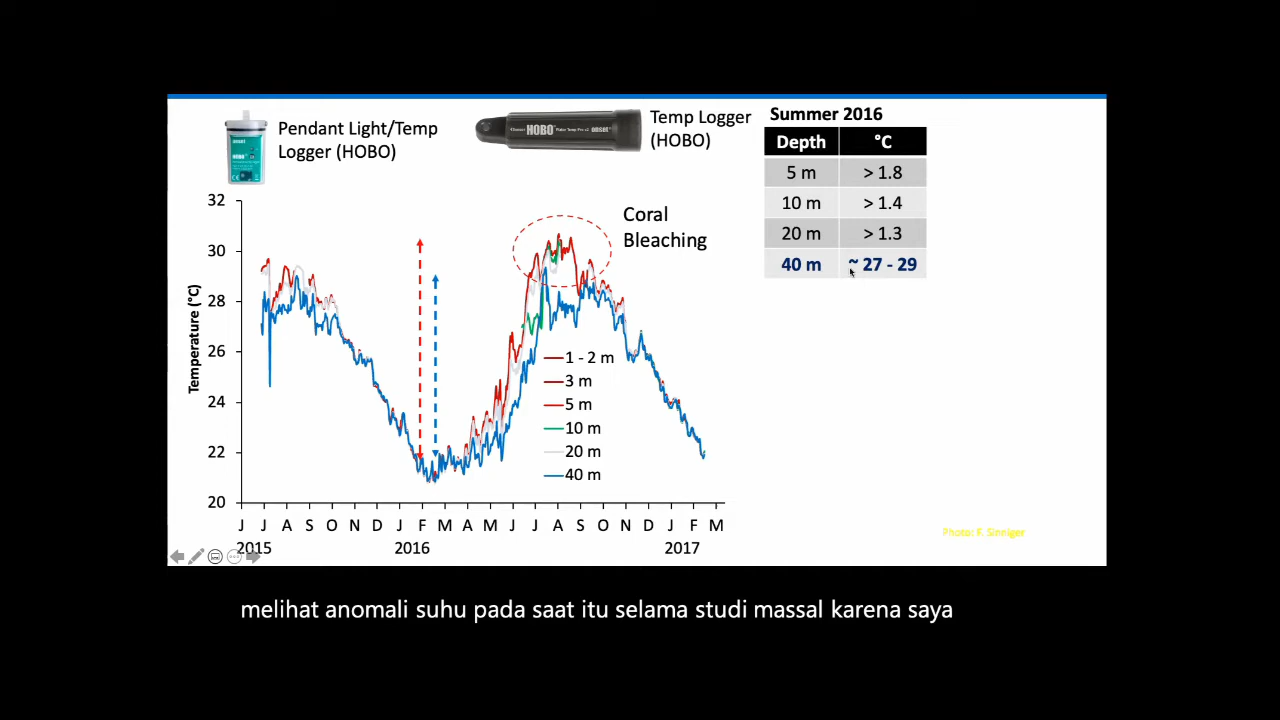 Pendant Light/Temp
Logger (HOBO)
HOBO
Temp Logger
(HOBO)
Summer 2016
Depth °C
5 m > 1.8
10 m > 1.4
20 m > 1.3
40 m ~ 27 - 29
Coral
Bleaching
Temperature (°C)
32
30
28
26
24
22
20
1 - 2 m
3 m
5 m
10 m
20 m
40 m
J J A S O N D J F M A M J J A S O N D J F M
2015 2016 2017
Photo: F. Sinniger
melihat anomali suhu pada saat itu selama studi massal karena saya